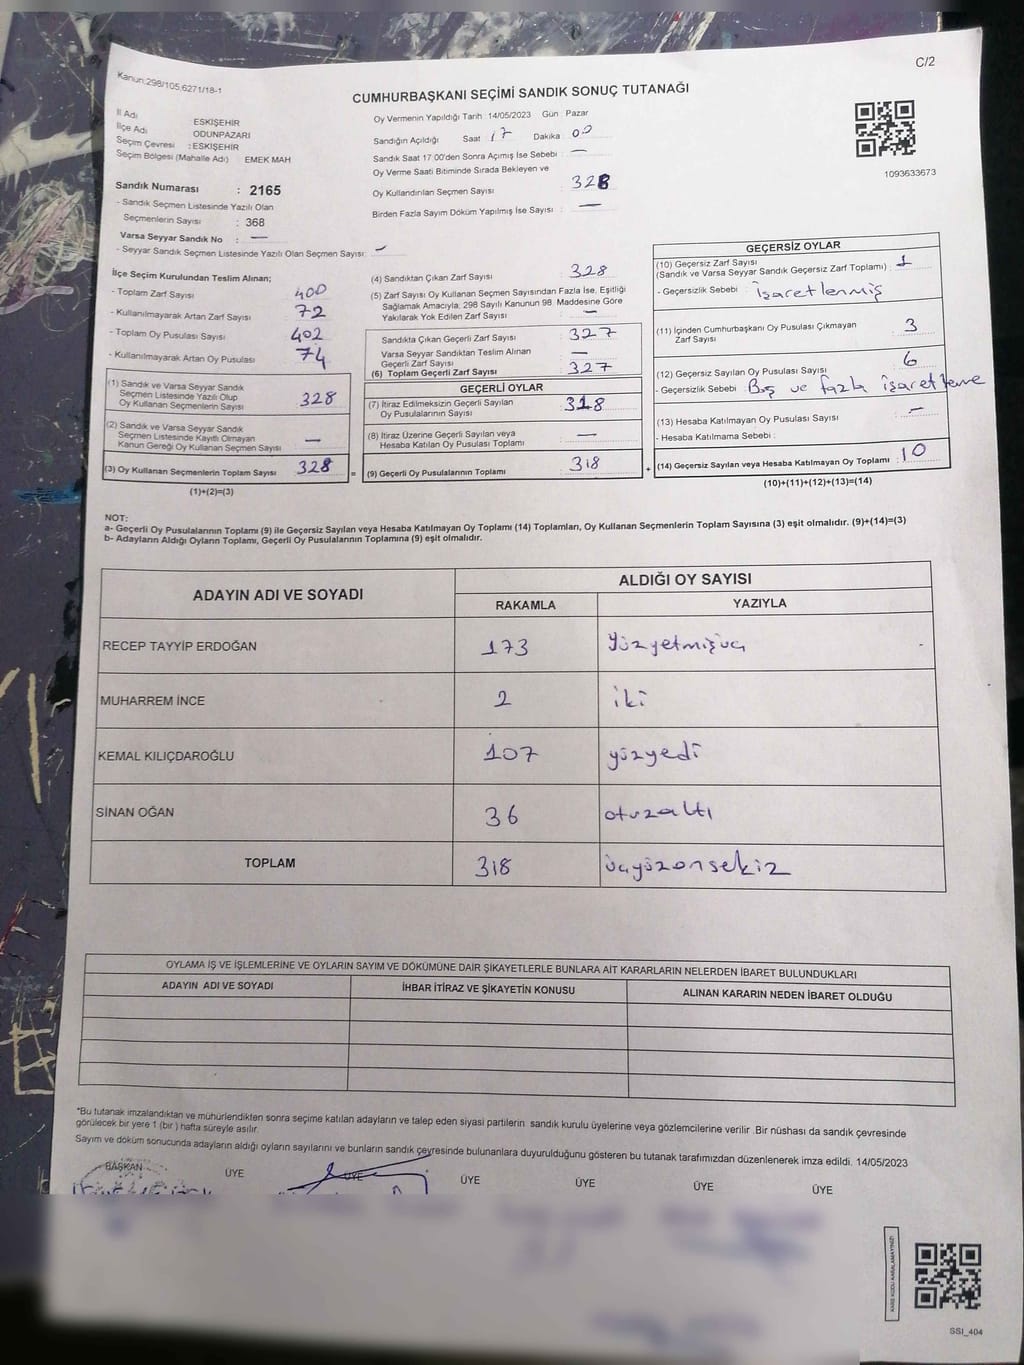 C/2
Kanun:298/105,6271/18-1
CUMHURBAŞKANI SEÇİMİ SANDIK SONUÇ TUTANAĞI
İl Adı ESKİŞEHİR
İlçe Adı ODUNPAZARI
Seçim Çevresi : ESKİŞEHİR
Seçim Bölgesi (Mahalle Adı) EMEK MAH
Sandık Numarası : 2165
- Sandık Seçmen Listesinde Yazılı Olan
Seçmenlerin Sayısı : 368
Varsa Seyyar Sandık No : —
- Seyyar Sandık Seçmen Listesinde Yazılı Olan Seçmen Sayısı: —
Oy Vermenin Yapıldığı Tarih :14/05/2023 Gün : Pazar
Sandığın Açıldığı Saat 17 Dakika 00
Sandık Saat 17.00'den Sonra Açımış İse Sebebi : —
Oy Verme Saati Bitiminde Sırada Bekleyen ve
Oy Kullandırılan Seçmen Sayısı : 328
Birden Fazla Sayım Döküm Yapılmış İse Sayısı : —
1093633673
İlçe Seçim Kurulundan Teslim Alınan;
- Toplam Zarf Sayısı 400
- Kullanılmayarak Artan Zarf Sayısı : 72
- Toplam Oy Pusulası : 402
- Kullanılmayarak Artan Oy Pusulası : 74
(1) Sandık ve Varsa Seyyar Sandık
Seçmen Listesinde Yazılı Olup
Oy Kullanan Seçmenlerin Sayısı : 328
(2) Sandık ve Varsa Seyyar Sandık
Seçmen Listesinde Kayıtlı Olmayan
Kanun Gereği Oy Kullanan Seçmen Sayısı : —
(3) Oy Kullanan Seçmenlerin Toplam Sayısı : 328
(1)+(2)=(3)
(4) Sandıktan Çıkan Zarf Sayısı : 328
(5) Zarf Sayısı Oy Kullanan Seçmen Sayısından Fazla İse, Eşitliği
Sağlamak Amacıyla; 298 Sayılı Kanunun 98. Maddesine Göre
Yakılarak Yok Edilen Zarf Sayısı : —
Sandıkta Çıkan Geçerli Zarf Sayısı : 327
Varsa Seyyar Sandıktan Teslim Alınan
Geçerli Zarf Sayısı : —
(6) Toplam Geçerli Zarf Sayısı : 327
GEÇERLİ OYLAR
(7) İtiraz Edilmeksizin Geçerli Sayılan
Oy Pusulalarının Sayısı : 318
(8) İtiraz Üzerine Geçerli Sayılan veya
Hesaba Katılan Oy Pusulası Toplamı : —
= (9) Geçerli Oy Pusulalarının Toplamı : 318
GEÇERSİZ OYLAR
(10) Geçersiz Zarf Sayısı
(Sandık ve Varsa Seyyar Sandık Geçersiz Zarf Toplamı) : 1
- Geçersizlik Sebebi : İşaretlenmiş
(11) İçinden Cumhurbaşkanı Oy Pusulası Çıkmayan
Zarf Sayısı : 3
(12) Geçersiz Sayılan Oy Pusulası Sayısı : 6
- Geçersizlik Sebebi : Boş ve fazla işaretleme
(13) Hesaba Katılmayan Oy Pusulası Sayısı : —
- Hesaba Katılmama Sebebi :
+ (14) Geçersiz Sayılan veya Hesaba Katılmayan Oy Toplamı : 10
(10)+(11)+(12)+(13)=(14)
NOT:
a- Geçerli Oy Pusulalarının Toplamı (9) ile Geçersiz Sayılan veya Hesaba Katılmayan Oy Toplamı (14) Toplamları, Oy Kullanan Seçmenlerin Toplam Sayısına (3) eşit olmalıdır. (9)+(14)=(3)
b- Adayların Aldığı Oyların Toplamı, Geçerli Oy Pusulalarının Toplamına (9) eşit olmalıdır.
ADAYIN ADI VE SOYADI ALDIĞI OY SAYISI
RAKAMLA YAZIYLA
RECEP TAYYİP ERDOĞAN 173 yüzyetmişüç
MUHARREM İNCE 2 iki
KEMAL KILIÇDAROĞLU 107 yüzyedi
SİNAN OĞAN 36 otuzaltı
TOPLAM 318 üçyüzonsekiz
OYLAMA İŞ VE İŞLEMLERİNE VE OYLARIN SAYIM VE DÖKÜMÜNE DAİR ŞİKAYETLERLE BUNLARA AİT KARARLARIN NELERDEN İBARET BULUNDUKLARI
ADAYIN ADI VE SOYADI İHBAR İTİRAZ VE ŞİKAYETİN KONUSU ALINAN KARARIN NEDEN İBARET OLDUĞU
*Bu tutanak imzalandıktan ve mühürlendikten sonra seçime katılan adayların ve talep eden siyasi partilerin sandık kurulu üyelerine veya gözlemcilerine verilir .Bir nüshası da sandık çevresinde
görülecek bir yere 1 (bir ) hafta süreyle asılır.
Sayım ve döküm sonucunda adayların aldığı oyların sayılarını ve bunların sandık çevresinde bulunanlara duyurulduğunu gösteren bu tutanak tarafımızdan düzenlenerek imza edildi. 14/05/2023
BAŞKAN ÜYE ÜYE ÜYE ÜYE ÜYE ÜYE
KARE KODU KARALAMAYINIZ!
SSI_404